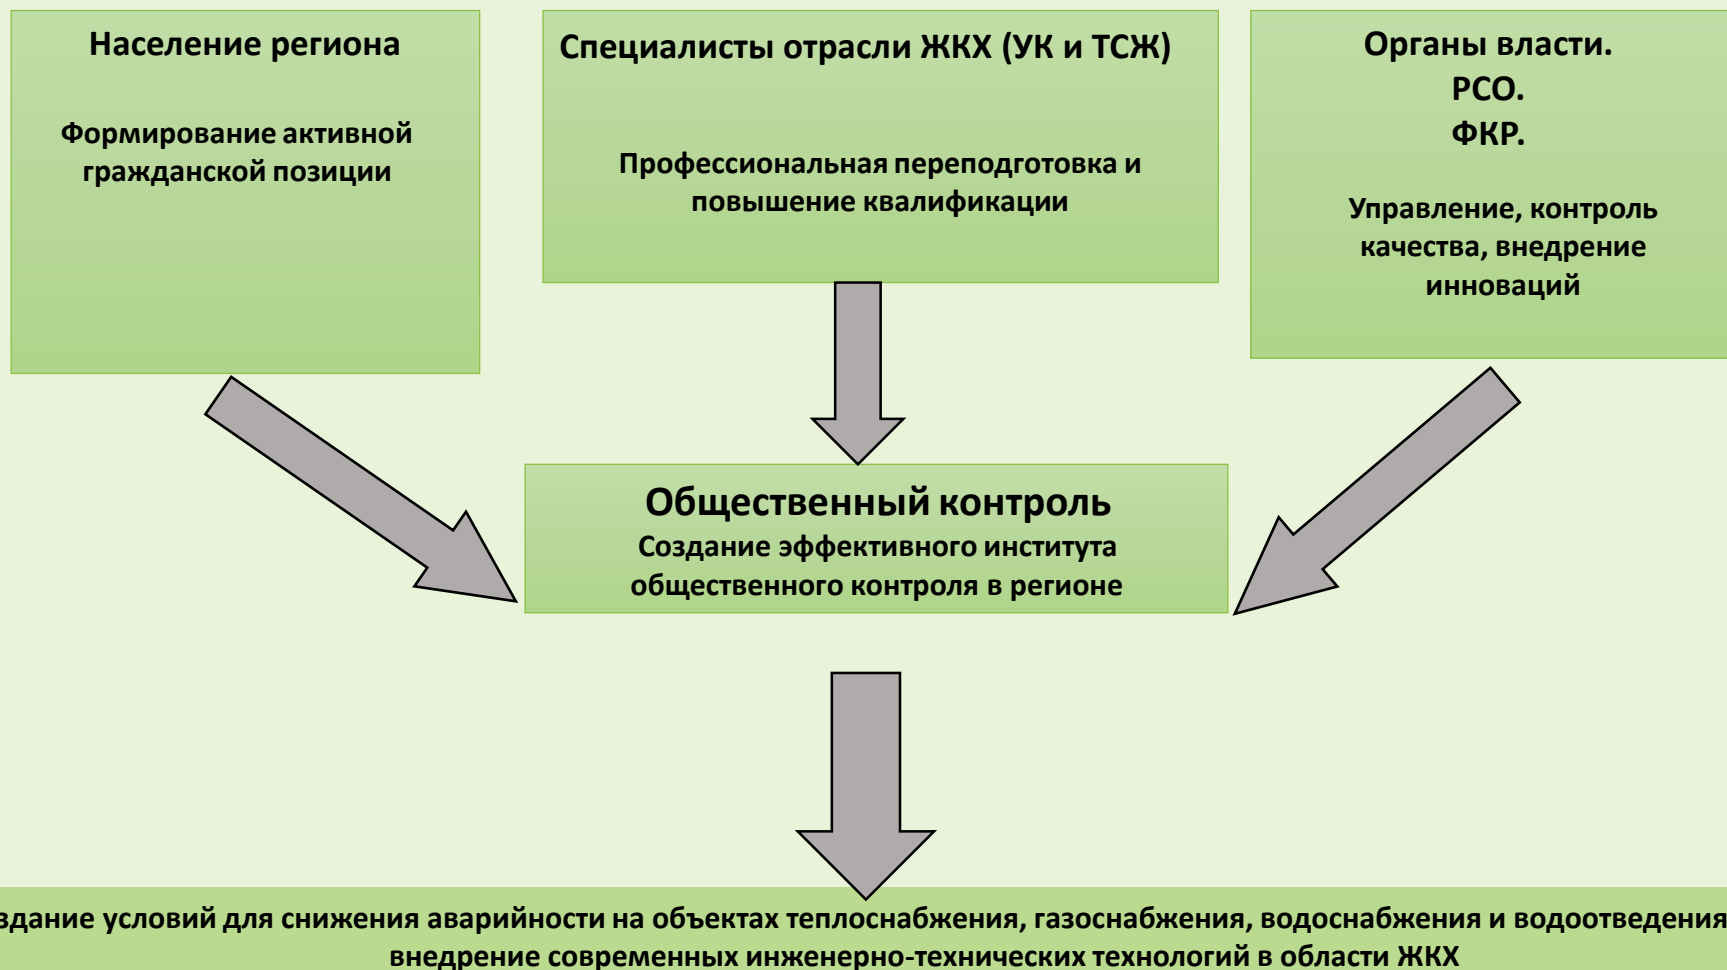 Население региона
Формирование активной
гражданской позиции
Специалисты отрасли ЖКХ (УК и ТСЖ)
Профессиональная переподготовка и
повышение квалификации
Органы власти.
РСО.
ФКР.
Управление, контроль
качества, внедрение
инноваций
Общественный контроль
Создание эффективного института
общественного контроля в регионе
здание условий для снижения аварийности на объектах теплоснабжения, газоснабжения, водоснабжения и водоотведения
внедрение современных инженерно-технических технологий в области ЖКХ